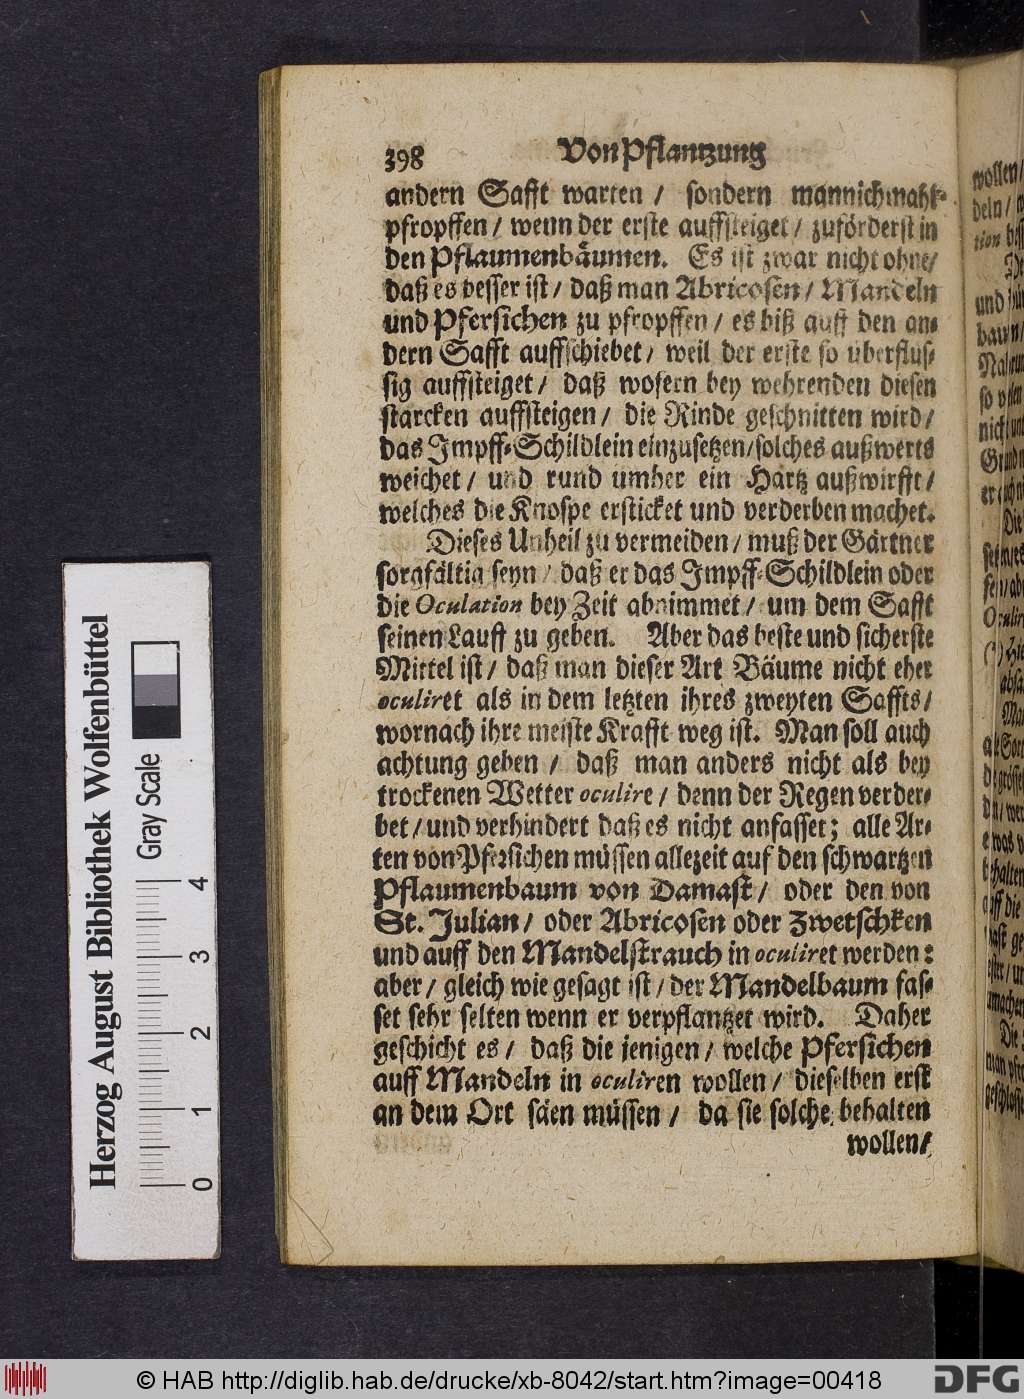 398 Von Pflantzung
andern Safft warten / sondern mannichmahl-
pfropffen / wenn der erste auffsteiget / zuförderst in
den Pflaumenbäumen. Es ist zwar nicht ohne /
daß es besser ist / daß man Abricosen / Mandeln
und Pfersichen zu pfropffen / es biß auff den an-
dern Safft auffschiebet / weil der erste so überflüs-
sig auffsteiget / daß wofern bey wehrenden diesen
starcken auffsteigen / die Rinde geschnitten wird /
das Impff-Schildlein einzusetzen / solches außwerts
weichet / und rund umher ein Hartz außwirfft /
welches die Knospe ersticket und verderben machet.
Dieses Unheil zu vermeiden / muß der Gärtner
sorgfältig seyn / daß er das Impff-Schildlein oder
die Oculation bey Zeit abnimmet / um dem Safft
seinen Lauff zu geben. Aber das beste und sicherste
Mittel ist / daß man dieser Art Bäume nicht eher
oculiret als in dem letzten ihres zweyten Saffts /
wornach ihre meiste Krafft weg ist. Man soll auch
achtung geben / daß man anders nicht als bey
trockenen Wetter oculire / denn der Regen verder-
bet / und verhindert daß es nicht anfasset; alle Ar-
ten von Pfersichen müssen allezeit auf den schwartzen
Pflaumenbaum von Damast / oder den von
St. Julian / oder Abricosen oder Zwetschken
und auff den Mandelstrauch in oculiret werden:
aber / gleich wie gesagt ist / der Mandelbaum fas-
set sehr selten wenn er verpflantzet wird. Daher
geschicht es / daß die jenigen / welche Pfersichen
auff Mandeln in oculiren wollen / dieselben erst
an dem Ort säen müssen / da sie solche behalten
wollen /
Herzog August Bibliothek Wolfenbüttel
Gray Scale
0 1 2 3 4
© HAB http://diglib.hab.de/drucke/xb-8042/start.htm?image=00418
DFG